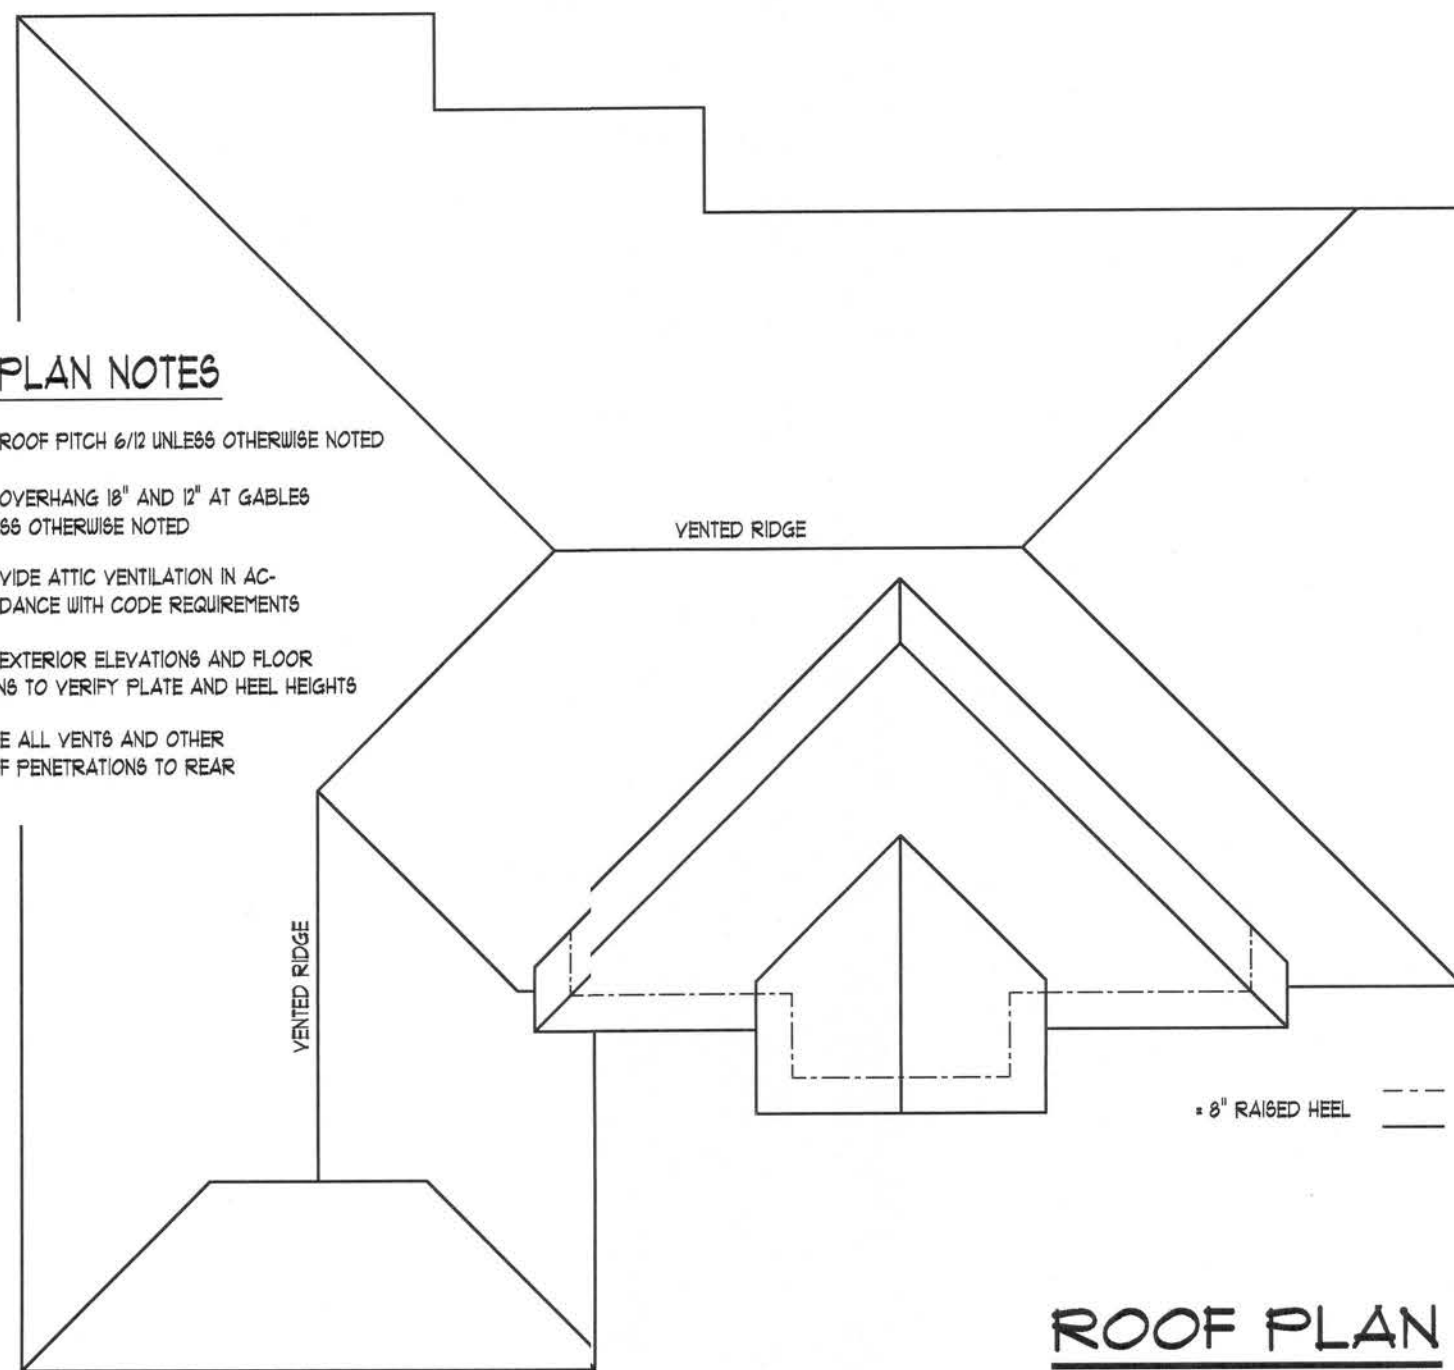 PLAN NOTES
ROOF PITCH 6/12 UNLESS OTHERWISE NOTED
OVERHANG 18" AND 12" AT GABLES
SS OTHERWISE NOTED
VIDE ATTIC VENTILATION IN AC-
DANCE WITH CODE REQUIREMENTS
EXTERIOR ELEVATIONS AND FLOOR
NS TO VERIFY PLATE AND HEEL HEIGHTS
E ALL VENTS AND OTHER
F PENETRATIONS TO REAR
VENTED RIDGE
VENTED RIDGE
= 8" RAISED HEEL
ROOF PLAN